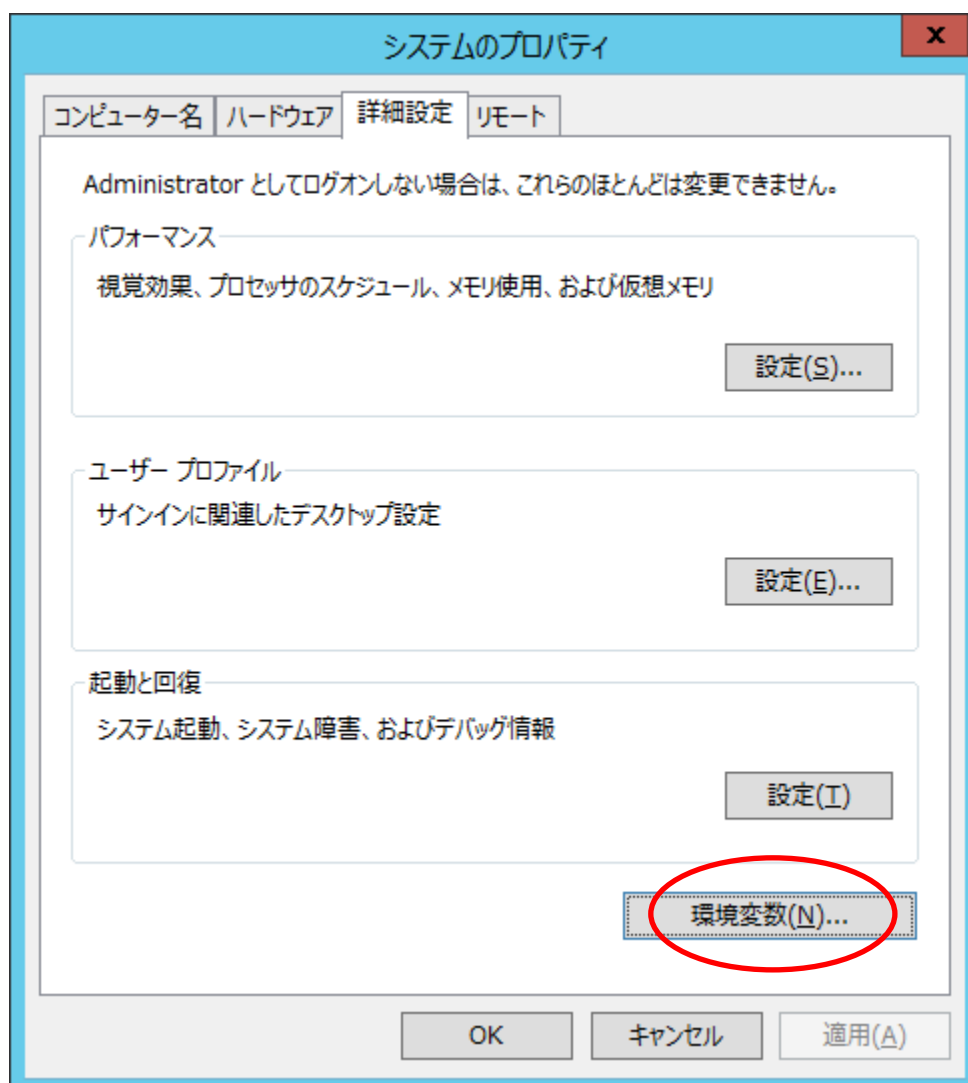 システムのプロパティ
x
コンピューター名 ハードウェア 詳細設定 リモート
Administrator としてログオンしない場合は、これらのほとんどは変更できません。
パフォーマンス
視覚効果、プロセッサのスケジュール、メモリ使用、および仮想メモリ
設定(S)...
ユーザー プロファイル
サインインに関連したデスクトップ設定
設定(E)...
起動と回復
システム起動、システム障害、およびデバッグ情報
設定(T)
環境変数(N)...
OK キャンセル 適用(A)